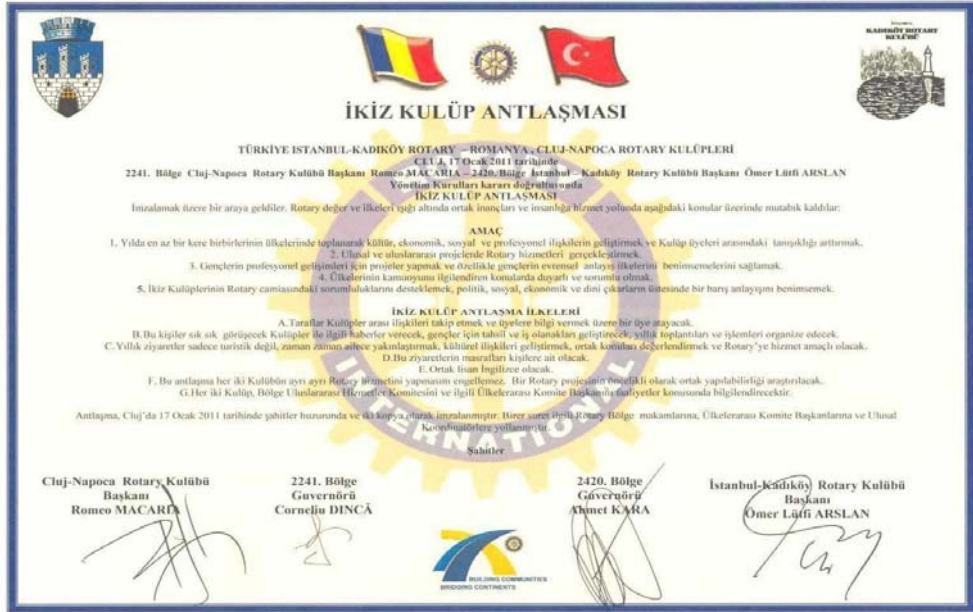 KADIKÖY ROTARY
KULÜBÜ
İKİZ KULÜP ANTLAŞMASI
TÜRKİYE ISTANBUL-KADIKÖY ROTARY – ROMANYA , CLUJ-NAPOCA ROTARY KULÜPLERİ
CLUJ, 17 Ocak 2011 tarihinde
2241. Bölge Cluj-Napoca Rotary Kulübü Başkanı Romeo MACARIA – 2420. Bölge İstanbul – Kadıköy Rotary Kulübü Başkanı Ömer Lütfi ARSLAN
Yönetim Kurulları kararı doğrultusunda
İKİZ KULÜP ANTLAŞMASI
İmzalamak üzere bir araya geldiler. Rotary değer ve ilkeleri ışığı altında ortak inançları ve insanlığa hizmet yolunda aşağıdaki konular üzerinde mutabık kaldılar:
AMAÇ
1. Yılda en az bir kere birbirlerinin ülkelerinde toplanarak kültür, ekonomik, sosyal ve profesyonel ilişkilerin geliştirmek ve Kulüp üyeleri arasındaki tanışıklığı arttırmak.
2. Ulusal ve uluslararası projelerde Rotary hizmetleri gerçekleştirmek.
3. Gençlerin profesyonel gelişimleri için projeler yapmak ve özellikle gençlerin evrensel anlayış ilkelerini benimsemelerini sağlamak.
4. Ülkelerinin kamuoyunu ilgilendiren konularda duyarlı ve sorumlu olmak.
5. İkiz Kulüplerinin Rotary camiasındaki sorumluluklarını desteklemek, politik, sosyal, ekonomik ve dini çıkarların üstesinde bir barış anlayışını benimsemek.
İKİZ KULÜP ANTLAŞMA İLKELERİ
A.Taraflar Kulüpler arası ilişkileri takip etmek ve üyelere bilgi vermek üzere bir üye atayacak.
B.Bu kişiler sık sık görüşecek Kulüpler ile ilgili haberler verecek, gençler için tahsil ve iş olanakları geliştirecek, yıllık toplantıları ve işlemleri organize edecek.
C.Yıllık ziyaretler sadece turistik değil, zaman zaman ailece yakınlaştırmak, kültürel ilişkileri geliştirmek, ortak konuları değerlendirmek ve Rotary'ye hizmet amaçlı olacak.
D.Bu ziyaretlerin masrafları kişilere ait olacak.
E. Ortak lisan İngilizce olacak.
F. Bu antlaşma her iki Kulübün ayrı ayrı Rotary hizmetini yapmasını engellemez. Bir Rotary projesinin öncelikli olarak ortak yapılabilirliği araştırılacak.
G.Her iki Kulüp, Bölge Uluslararası Hizmetler Komitesini ve ilgili Ülkelerarası Komite Başkanını faaliyetler konusunda bilgilendirecektir.
Antlaşma, Cluj'da 17 Ocak 2011 tarihinde şahitler huzurunda ve iki kopya olarak imzalanmıştır. Birer suret ilgili Rotary Bölge makamlarına, Ülkelerarası Komite Başkanlarına ve Ulusal
Koordinatörlere yollanmıştır.
Şahitler
ROTARY
INTERNATIONAL
Cluj-Napoca Rotary Kulübü
Başkanı
Romeo MACARIA
2241. Bölge
Guvernörü
Corneliu DINCĂ
2420. Bölge
Guvernörü
Ahmet KARA
İstanbul-Kadıköy Rotary Kulübü
Başkanı
Ömer Lütfi ARSLAN
BUILDING COMMUNITIES
BRIDGING CONTINENTS